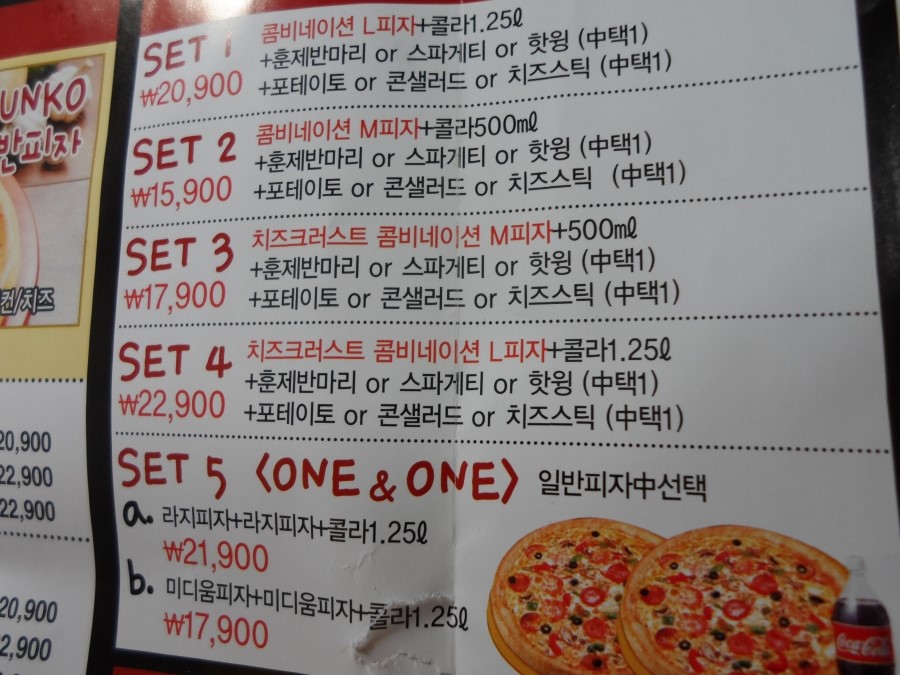 UNKO
반피자
컨/치즈
20,900
22,900
22,900
20,900
2,900
SET 1 콤비네이션 L피자+콜라1.25ℓ
+훈제반마리 or 스파게티 or 핫윙 (中택1)
₩20,900 +포테이토 or 콘샐러드 or 치즈스틱 (中택1)
SET 2 콤비네이션 M피자+콜라500㎖
+훈제반마리 or 스파게티 or 핫윙 (中택1)
₩15,900 +포테이토 or 콘샐러드 or 치즈스틱 (中택1)
SET 3 치즈크러스트 콤비네이션 M피자+500㎖
+훈제반마리 or 스파게티 or 핫윙 (中택1)
₩17,900 +포테이토 or 콘샐러드 or 치즈스틱 (中택1)
SET 4 치즈크러스트 콤비네이션 L피자+콜라1.25ℓ
+훈제반마리 or 스파게티 or 핫윙 (中택1)
₩22,900 +포테이토 or 콘샐러드 or 치즈스틱 (中택1)
SET 5 〈ONE & ONE〉 일반피자中선택
a. 라지피자+라지피자+콜라1.25ℓ
₩21,900
b. 미디움피자+미디움피자+콜라1.25ℓ
₩17,900
Coca-Cola